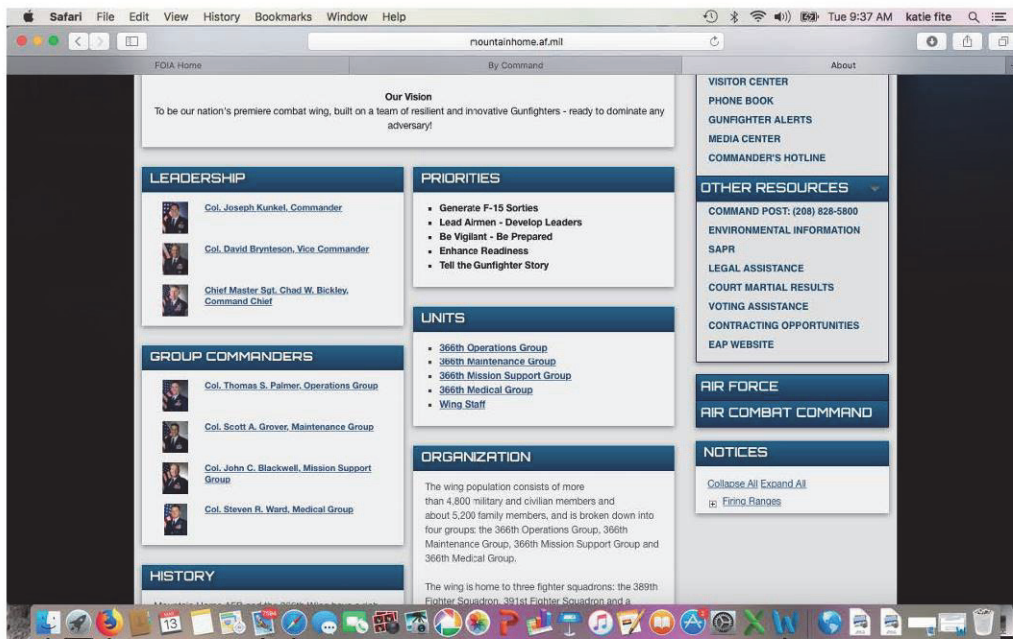 Safari File Edit View History Bookmarks Window Help
Tue 9:37 AM katie fite
mountainhome.af.mil
FOIA Home
By Command
About
Our Vision
To be our nation's premiere combat wing, built on a team of resilient and innovative Gunfighters - ready to dominate any
adversary!
LEADERSHIP
Col. Joseph Kunkel, Commander
Col. David Brynteson, Vice Commander
Chief Master Sgt. Chad W. Bickley,
Command Chief
GROUP COMMANDERS
Col. Thomas S. Palmer, Operations Group
Col. Scott A. Grover, Maintenance Group
Col. John C. Blackwell, Mission Support
Group
Col. Steven R. Ward, Medical Group
HISTORY
PRIORITIES
Generate F-15 Sorties
Lead Airmen - Develop Leaders
Be Vigilant - Be Prepared
Enhance Readiness
Tell the Gunfighter Story
UNITS
366th Operations Group
366th Maintenance Group
366th Mission Support Group
366th Medical Group
Wing Staff
ORGANIZATION
The wing population consists of more
than 4,800 military and civilian members and
about 5,200 family members, and is broken down into
four groups: the 366th Operations Group, 366th
Maintenance Group, 366th Mission Support Group and
366th Medical Group.
The wing is home to three fighter squadrons: the 389th
Fighter Squadron, 391st Fighter Squadron and a
VISITOR CENTER
PHONE BOOK
GUNFIGHTER ALERTS
MEDIA CENTER
COMMANDER'S HOTLINE
OTHER RESOURCES
COMMAND POST: (208) 828-5800
ENVIRONMENTAL INFORMATION
SAPR
LEGAL ASSISTANCE
COURT MARTIAL RESULTS
VOTING ASSISTANCE
CONTRACTING OPPORTUNITIES
EAP WEBSITE
AIR FORCE
AIR COMBAT COMMAND
NOTICES
Collapse All Expand All
Firing Ranges
13